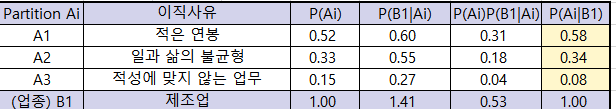 Partition Ai 이직사유 P(Ai) P(B1|Ai) P(Ai)P(B1|Ai) P(Ai|B1)
A1 적은 연봉 0.52 0.60 0.31 0.58
A2 일과 삶의 불균형 0.33 0.55 0.18 0.34
A3 적성에 맞지 않는 업무 0.15 0.27 0.04 0.08
(업종) B1 제조업 1.00 1.41 0.53 1.00